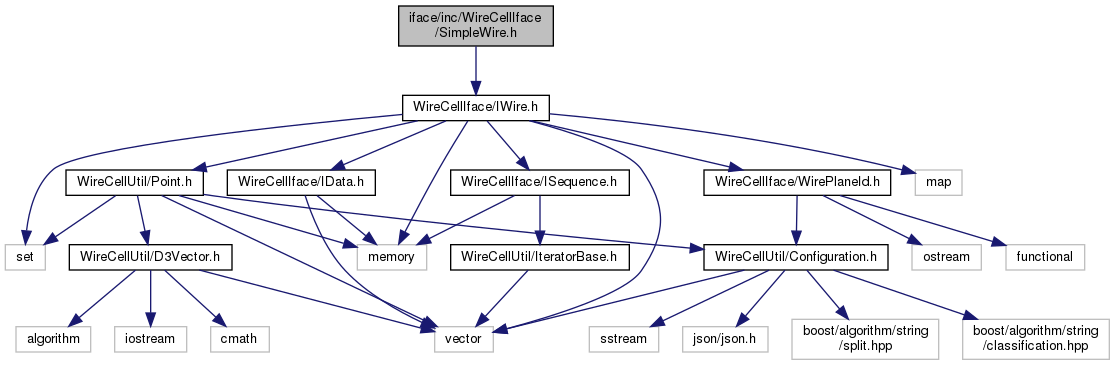 iface/inc/WireCellIface
/SimpleWire.h
WireCellIface/IWire.h
WireCellUtil/Point.h
WireCellIface/IData.h
WireCellIface/ISequence.h
WireCellIface/WirePlaneId.h
map
set
WireCellUtil/D3Vector.h
memory
WireCellUtil/IteratorBase.h
WireCellUtil/Configuration.h
ostream
functional
algorithm
iostream
cmath
vector
sstream
json/json.h
boost/algorithm/string
/split.hpp
boost/algorithm/string
/classification.hpp